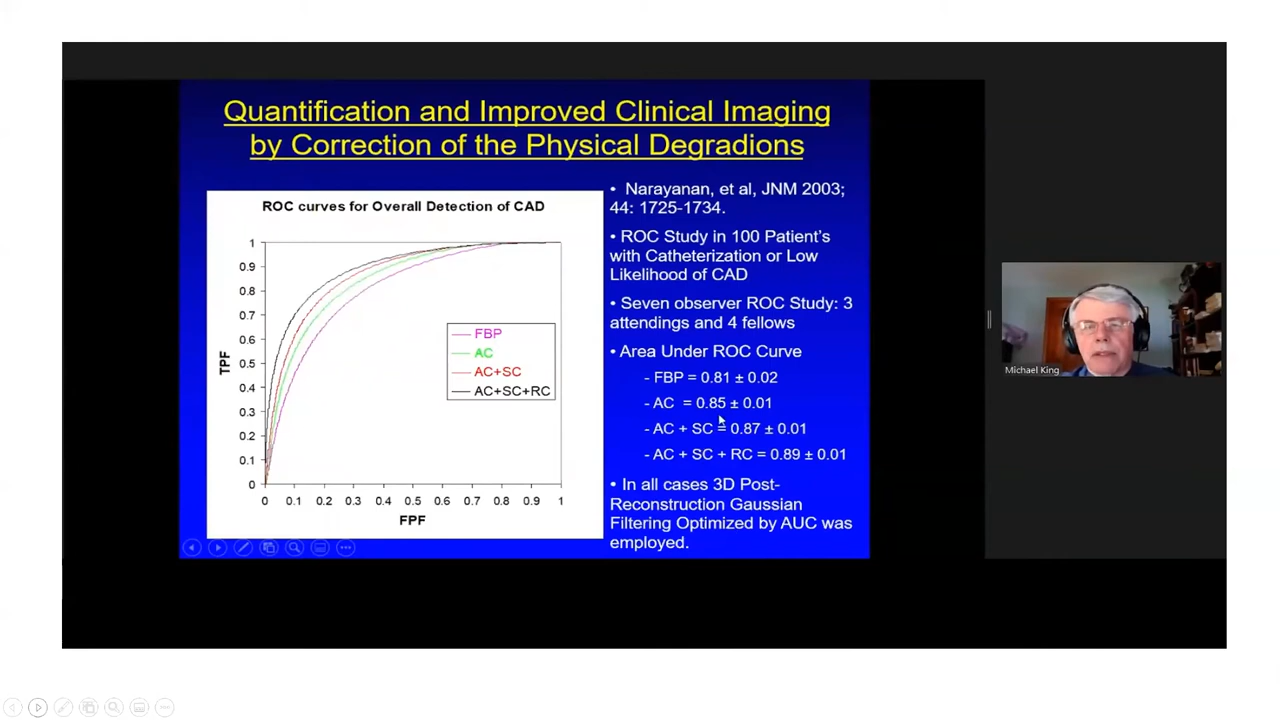 Quantification and Improved Clinical Imaging
by Correction of the Physical Degradions
ROC curves for Overall Detection of CAD
1
0.9
0.8
0.7
0.6
0.5
0.4
0.3
0.2
0.1
0
TPF
0 0.1 0.2 0.3 0.4 0.5 0.6 0.7 0.8 0.9 1
FPF
FBP
AC
AC+SC
AC+SC+RC
• Narayanan, et al, JNM 2003;
44: 1725-1734.
• ROC Study in 100 Patient's
with Catheterization or Low
Likelihood of CAD
• Seven observer ROC Study: 3
attendings and 4 fellows
• Area Under ROC Curve
- FBP = 0.81 ± 0.02
- AC = 0.85 ± 0.01
- AC + SC = 0.87 ± 0.01
- AC + SC + RC = 0.89 ± 0.01
• In all cases 3D Post-
Reconstruction Gaussian
Filtering Optimized by AUC was
employed.
Michael King